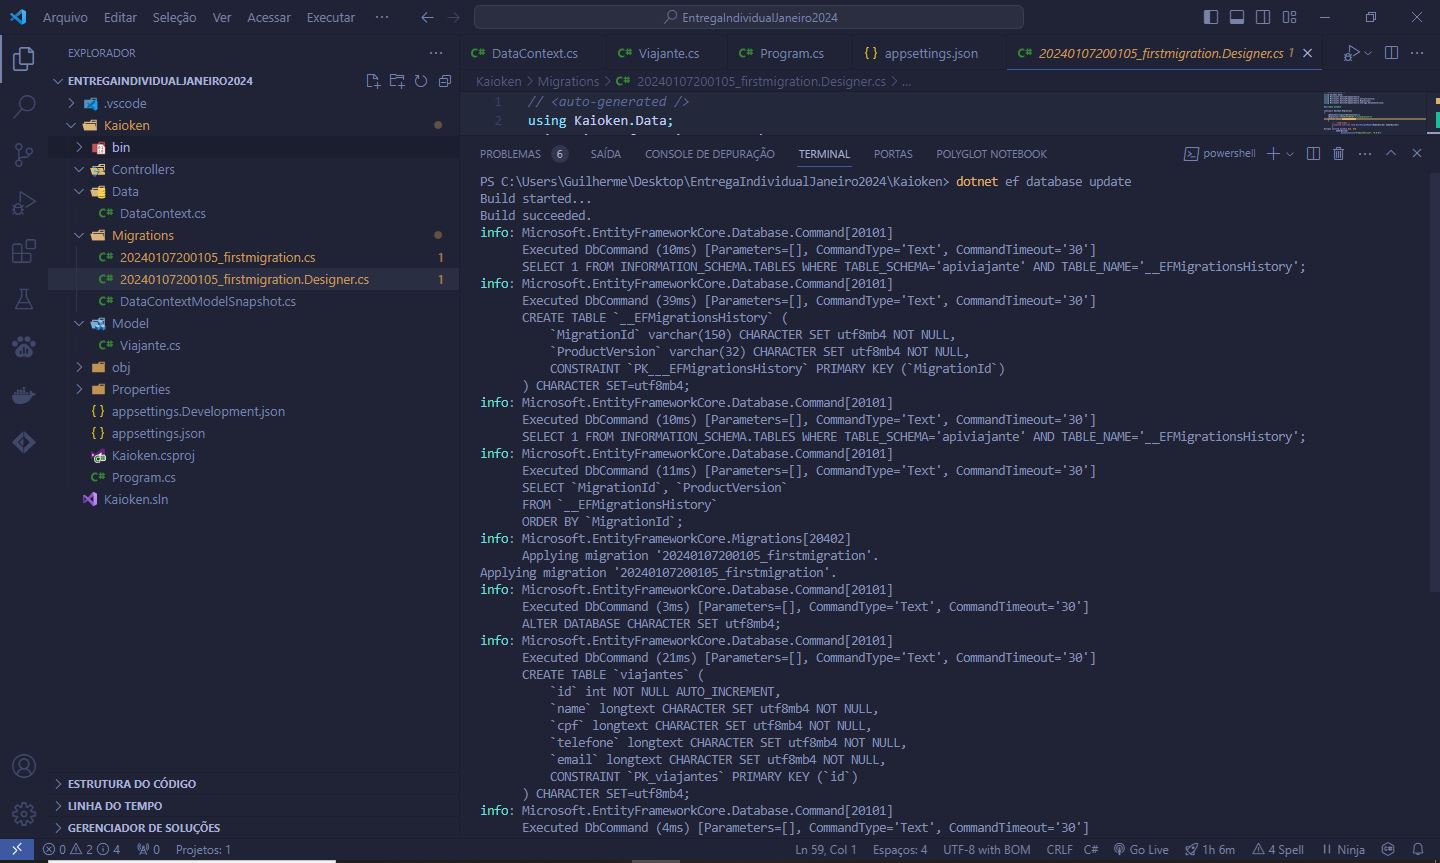 Arquivo Editar Seleção Ver Acessar Executar ··· EntregaIndividualJaneiro2024
EXPLORADOR ···
ENTREGAINDIVIDUALJANEIRO2024
.vscode
Kaioken
bin
Controllers
Data
C# DataContext.cs
Migrations
C# 20240107200105_firstmigration.cs 1
C# 20240107200105_firstmigration.Designer.cs 1
C# DataContextModelSnapshot.cs
Model
C# Viajante.cs
obj
Properties
{} appsettings.Development.json
{} appsettings.json
Kaioken.csproj
C# Program.cs
Kaioken.sln
ESTRUTURA DO CÓDIGO
LINHA DO TEMPO
GERENCIADOR DE SOLUÇÕES
C# DataContext.cs C# Viajante.cs C# Program.cs {} appsettings.json C# 20240107200105_firstmigration.Designer.cs 1
Kaioken > Migrations > C# 20240107200105_firstmigration.Designer.cs > ...
1 // <auto-generated />
2 using Kaioken.Data;
PROBLEMAS 6 SAÍDA CONSOLE DE DEPURAÇÃO TERMINAL PORTAS POLYGLOT NOTEBOOK powershell
PS C:\Users\Guilherme\Desktop\EntregaIndividualJaneiro2024\Kaioken> dotnet ef database update
Build started...
Build succeeded.
info: Microsoft.EntityFrameworkCore.Database.Command[20101]
Executed DbCommand (10ms) [Parameters=[], CommandType='Text', CommandTimeout='30']
SELECT 1 FROM INFORMATION_SCHEMA.TABLES WHERE TABLE_SCHEMA='apiviajante' AND TABLE_NAME='__EFMigrationsHistory';
info: Microsoft.EntityFrameworkCore.Database.Command[20101]
Executed DbCommand (39ms) [Parameters=[], CommandType='Text', CommandTimeout='30']
CREATE TABLE `__EFMigrationsHistory` (
`MigrationId` varchar(150) CHARACTER SET utf8mb4 NOT NULL,
`ProductVersion` varchar(32) CHARACTER SET utf8mb4 NOT NULL,
CONSTRAINT `PK___EFMigrationsHistory` PRIMARY KEY (`MigrationId`)
) CHARACTER SET=utf8mb4;
info: Microsoft.EntityFrameworkCore.Database.Command[20101]
Executed DbCommand (10ms) [Parameters=[], CommandType='Text', CommandTimeout='30']
SELECT 1 FROM INFORMATION_SCHEMA.TABLES WHERE TABLE_SCHEMA='apiviajante' AND TABLE_NAME='__EFMigrationsHistory';
info: Microsoft.EntityFrameworkCore.Database.Command[20101]
Executed DbCommand (11ms) [Parameters=[], CommandType='Text', CommandTimeout='30']
SELECT `MigrationId`, `ProductVersion`
FROM `__EFMigrationsHistory`
ORDER BY `MigrationId`;
info: Microsoft.EntityFrameworkCore.Migrations[20402]
Applying migration '20240107200105_firstmigration'.
Applying migration '20240107200105_firstmigration'.
info: Microsoft.EntityFrameworkCore.Database.Command[20101]
Executed DbCommand (3ms) [Parameters=[], CommandType='Text', CommandTimeout='30']
ALTER DATABASE CHARACTER SET utf8mb4;
info: Microsoft.EntityFrameworkCore.Database.Command[20101]
Executed DbCommand (21ms) [Parameters=[], CommandType='Text', CommandTimeout='30']
CREATE TABLE `viajantes` (
`id` int NOT NULL AUTO_INCREMENT,
`name` longtext CHARACTER SET utf8mb4 NOT NULL,
`cpf` longtext CHARACTER SET utf8mb4 NOT NULL,
`telefone` longtext CHARACTER SET utf8mb4 NOT NULL,
`email` longtext CHARACTER SET utf8mb4 NOT NULL,
CONSTRAINT `PK_viajantes` PRIMARY KEY (`id`)
) CHARACTER SET=utf8mb4;
info: Microsoft.EntityFrameworkCore.Database.Command[20101]
Executed DbCommand (4ms) [Parameters=[], CommandType='Text', CommandTimeout='30']
0 2 4 0 Projetos: 1 Ln 59, Col 1 Espaços: 4 UTF-8 with BOM CRLF C# Go Live 1h 6m 4 Spell Ninja